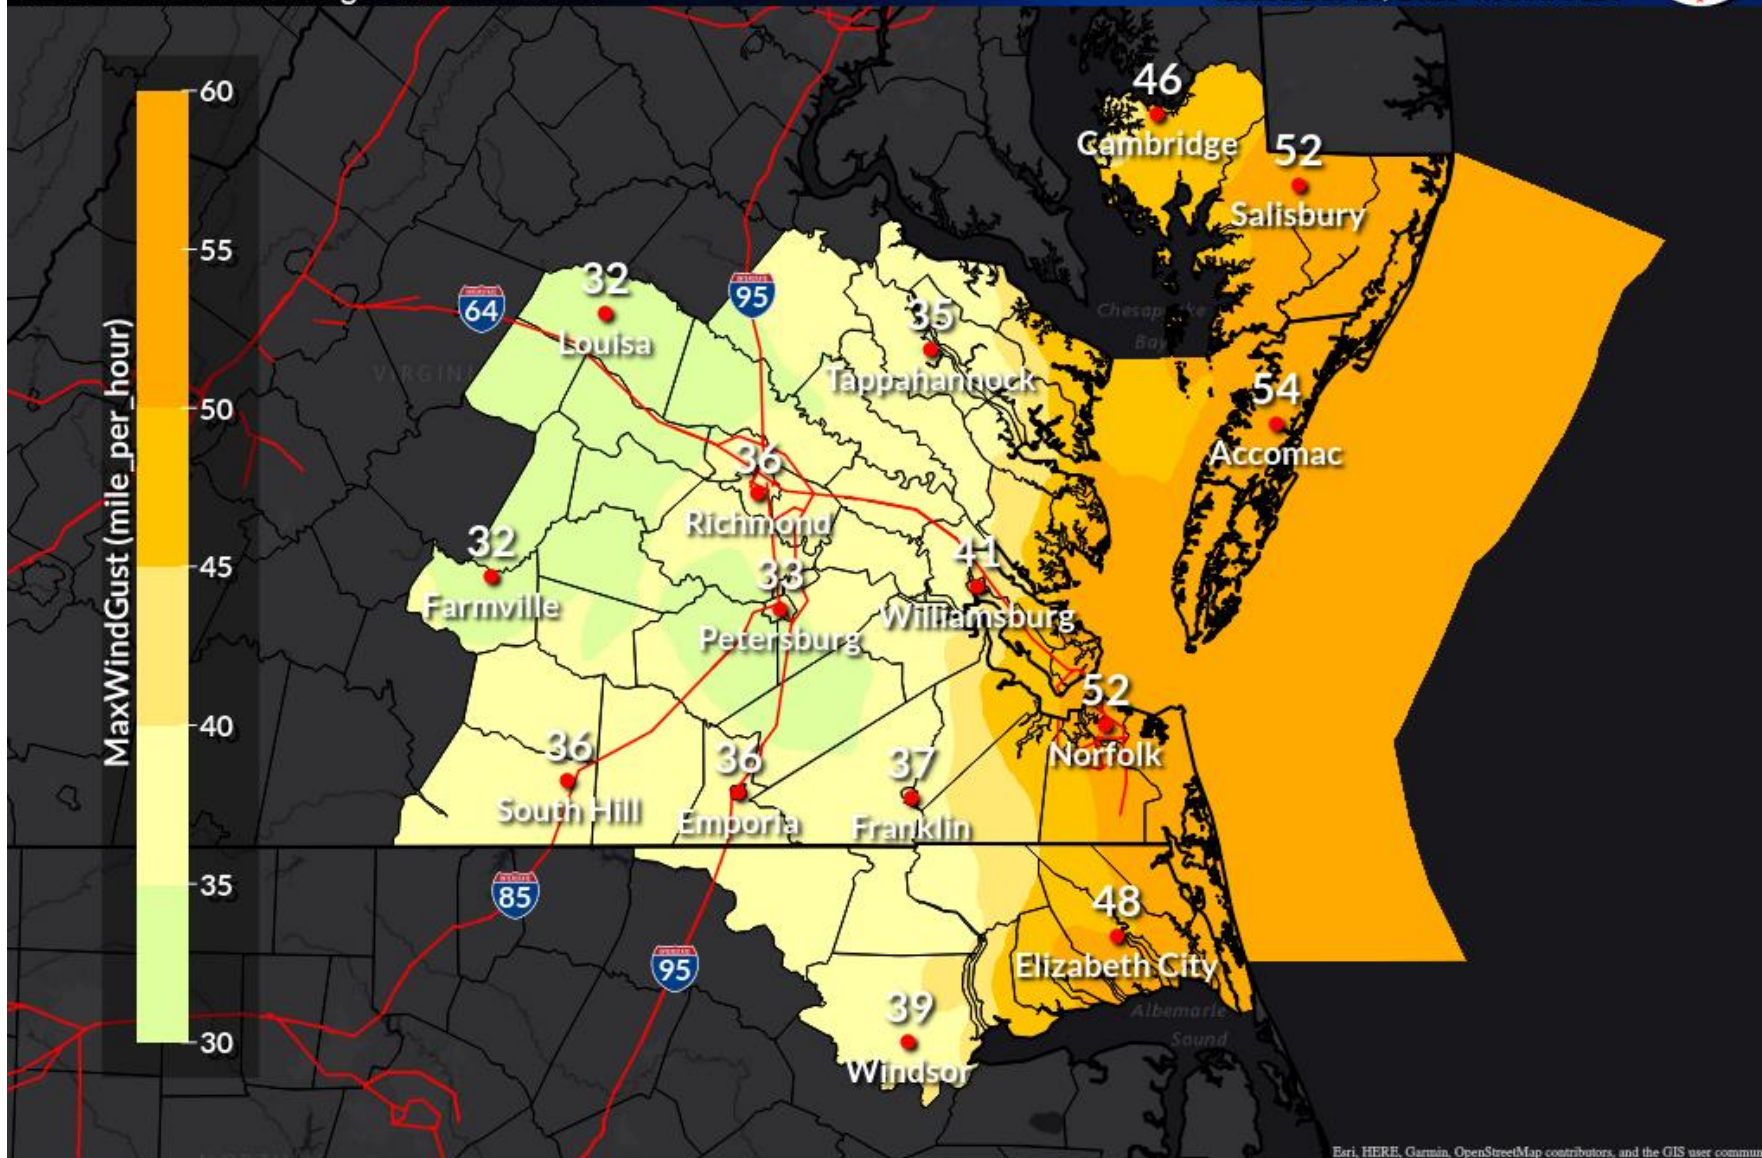 46
Cambridge
52
Salisbury
60
55
50
45
40
35
30
MaxWindGust (mile_per_hour)
64
95
32
Louisa
35
Tappahannock
Chesapeake
Bay
54
Accomac
36
Richmond
32
Farmville
33
Petersburg
41
Williamsburg
52
Norfolk
36
South Hill
36
Emporia
37
Franklin
85
95
48
Elizabeth City
39
Windsor
Albemarle
Sound
Esri, HERE, Garmin, OpenStreetMap contributors, and the GIS user